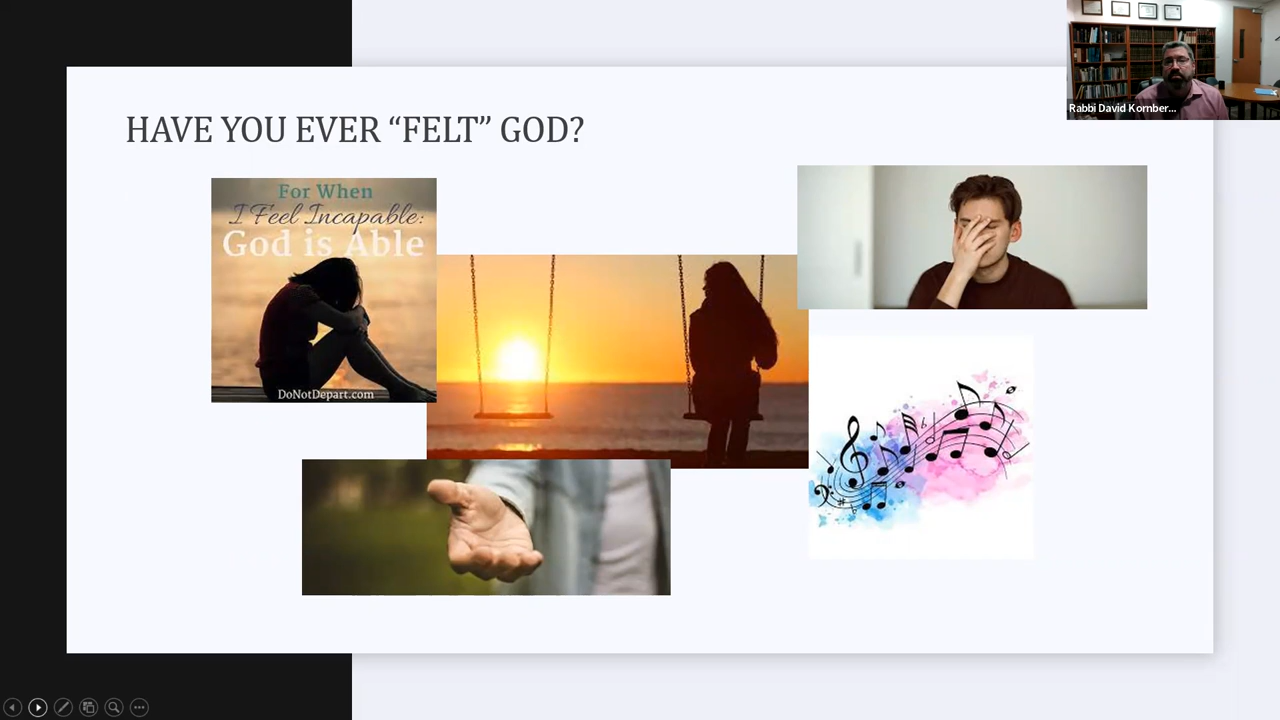 HAVE YOU EVER “FELT” GOD?
For When
I Feel Incapable:
God is Able
DoNotDepart.com
Rabbi David Kornber...